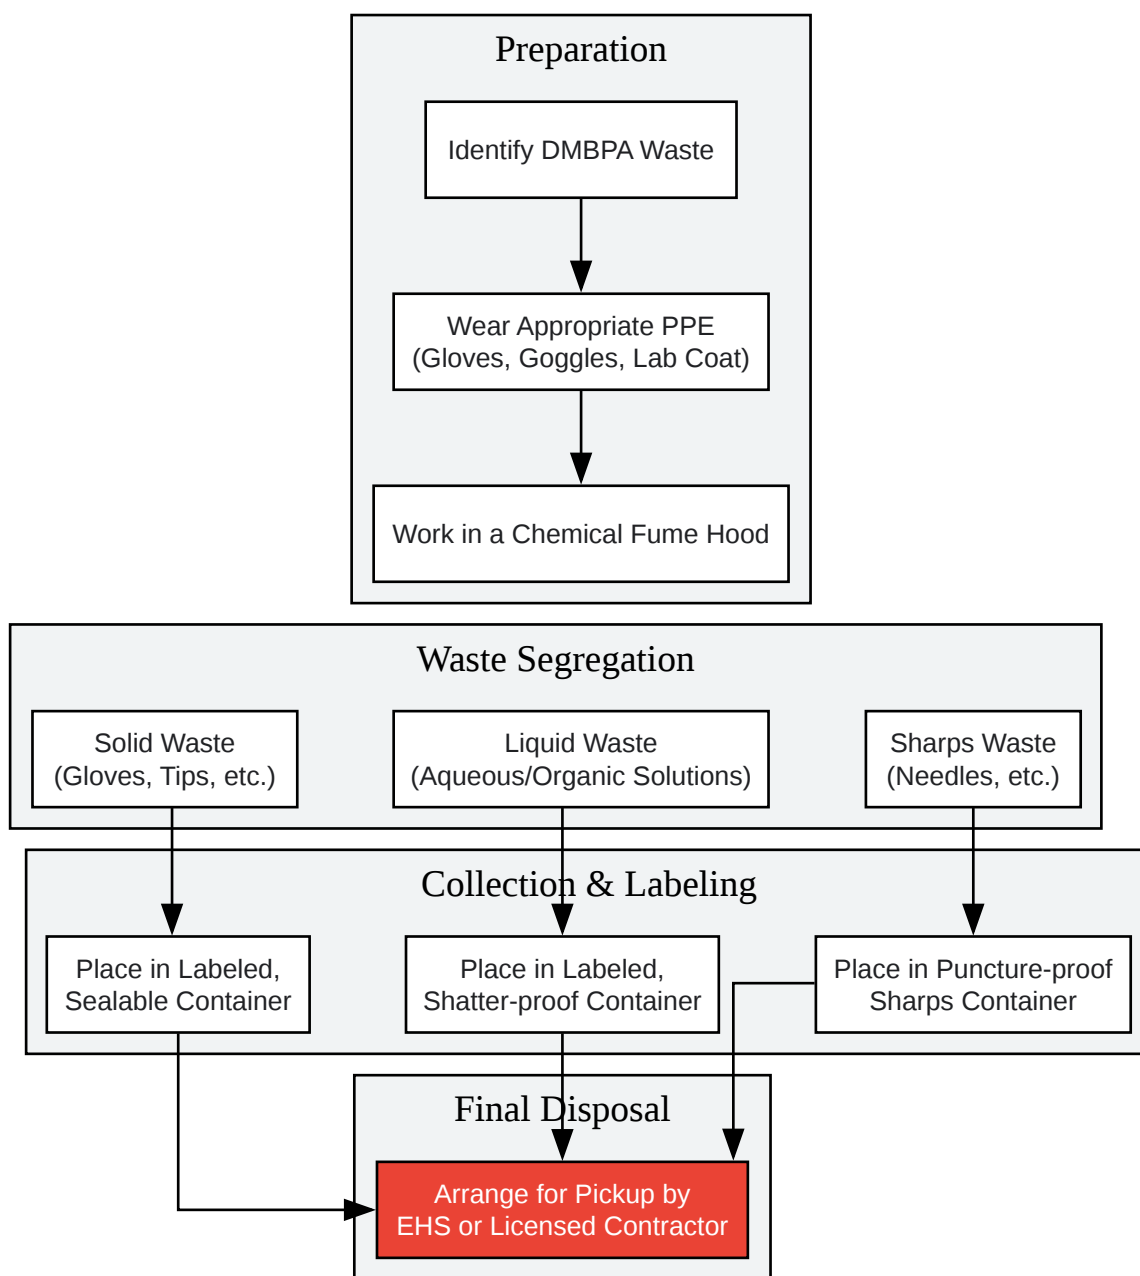 Preparation
Identify DMBPA Waste
Wear Appropriate PPE
(Gloves, Goggles, Lab Coat)
Work in a Chemical Fume Hood
Waste Segregation
Solid Waste
(Gloves, Tips, etc.)
Liquid Waste
(Aqueous/Organic Solutions)
Sharps Waste
(Needles, etc.)
Collection & Labeling
Place in Labeled,
Sealable Container
Place in Labeled,
Shatter-proof Container
Place in Puncture-proof
Sharps Container
Final Disposal
Arrange for Pickup by
EHS or Licensed Contractor